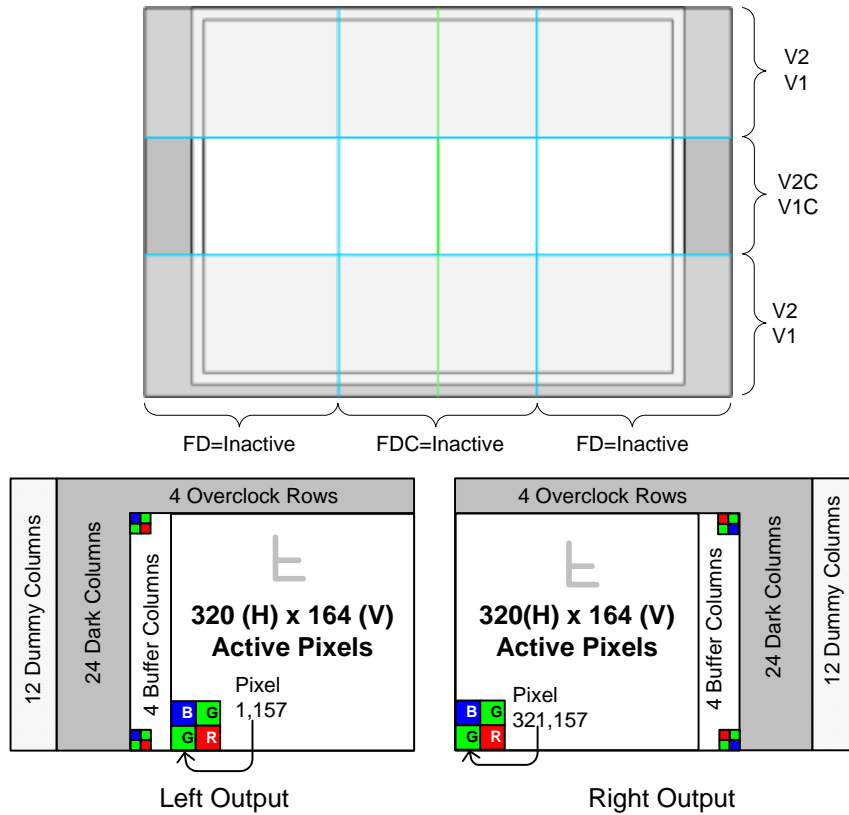 V2
V1
V2C
V1C
V2
V1
FD=Inactive
FDC=Inactive
FD=Inactive
12 Dummy Columns
24 Dark Columns
4 Overclock Rows
4 Buffer Columns
320 (H) x 164 (V)
Active Pixels
Pixel
1,157
B G
G R
Left Output
4 Overclock Rows
320(H) x 164 (V)
Active Pixels
Pixel
321,157
B G
G R
4 Buffer Columns
24 Dark Columns
12 Dummy Columns
Right Output